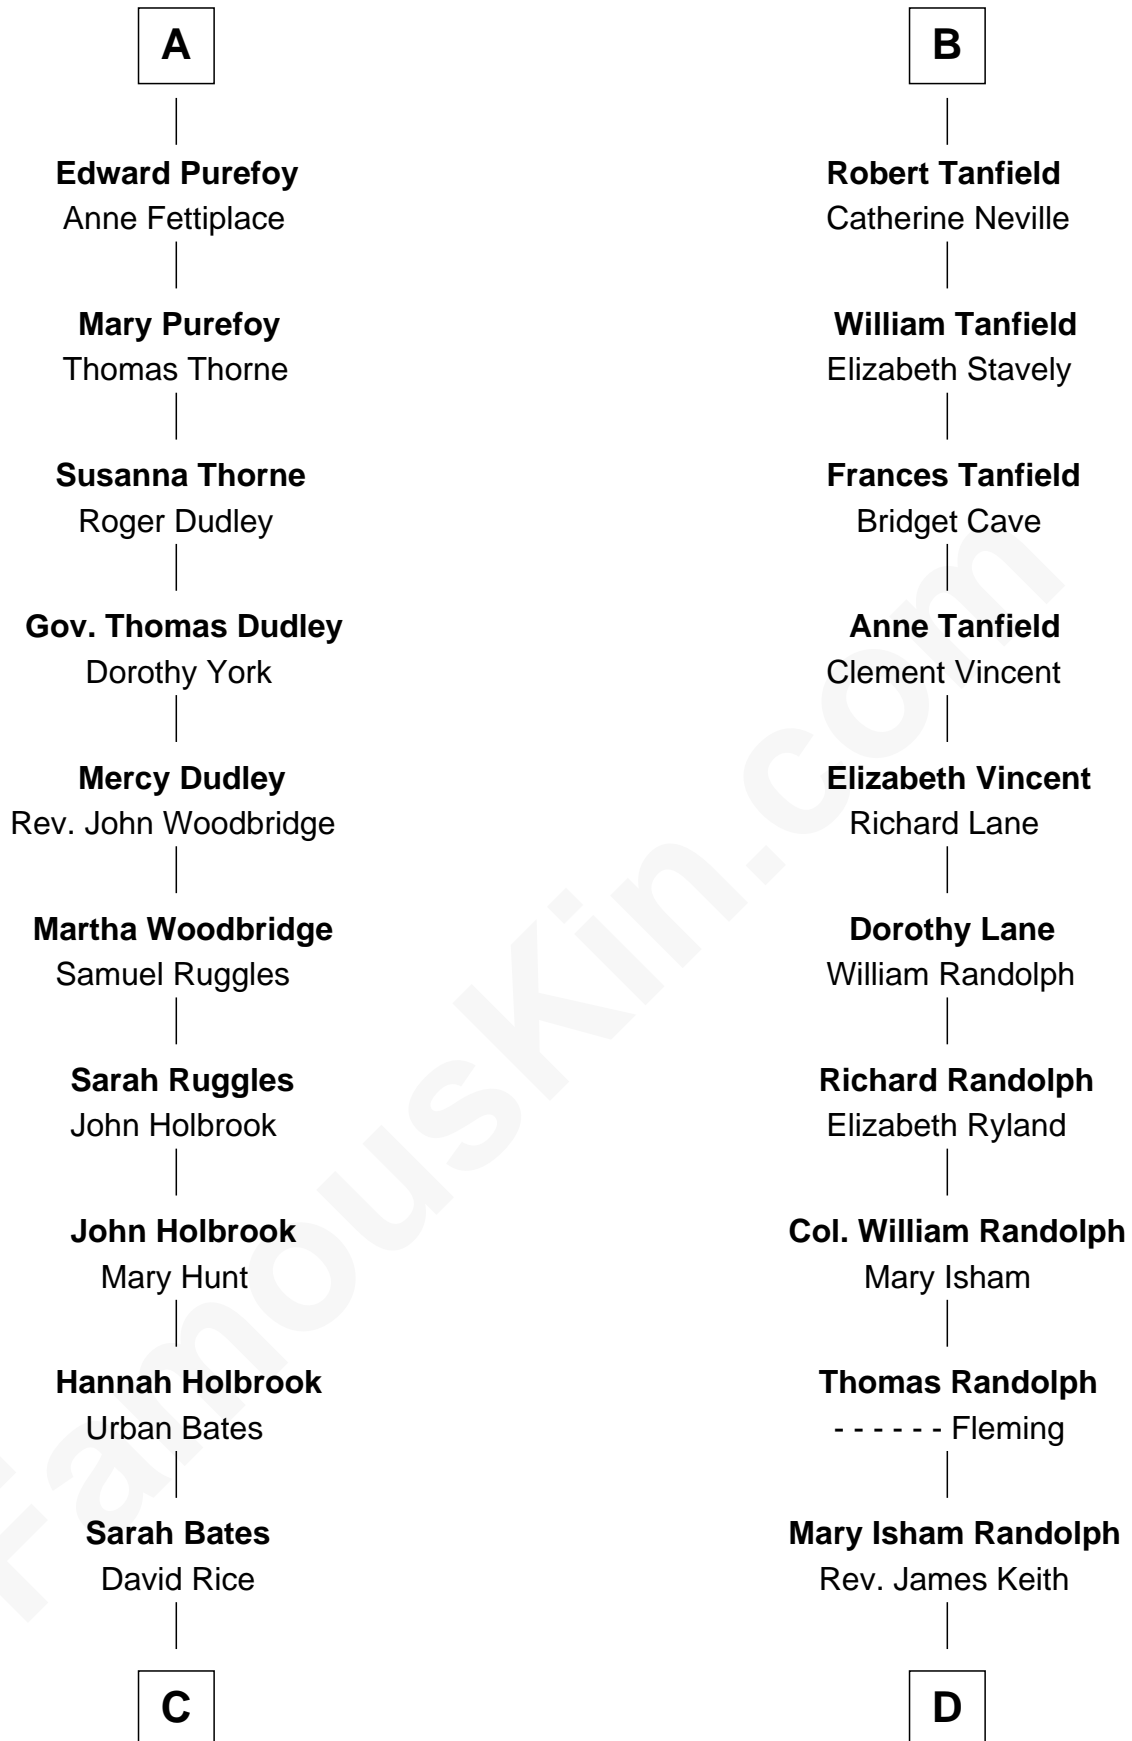 A
Edward Purefoy
Anne Fettiplace
Mary Purefoy
Thomas Thorne
Susanna Thorne
Roger Dudley
Gov. Thomas Dudley
Dorothy York
Mercy Dudley
Rev. John Woodbridge
Martha Woodbridge
Samuel Ruggles
Sarah Ruggles
John Holbrook
John Holbrook
Mary Hunt
Hannah Holbrook
Urban Bates
Sarah Bates
David Rice
C
B
Robert Tanfield
Catherine Neville
William Tanfield
Elizabeth Stavely
Frances Tanfield
Bridget Cave
Anne Tanfield
Clement Vincent
Elizabeth Vincent
Richard Lane
Dorothy Lane
William Randolph
Richard Randolph
Elizabeth Ryland
Col. William Randolph
Mary Isham
Thomas Randolph
- - - - - - Fleming
Mary Isham Randolph
Rev. James Keith
D
FamousKin.com